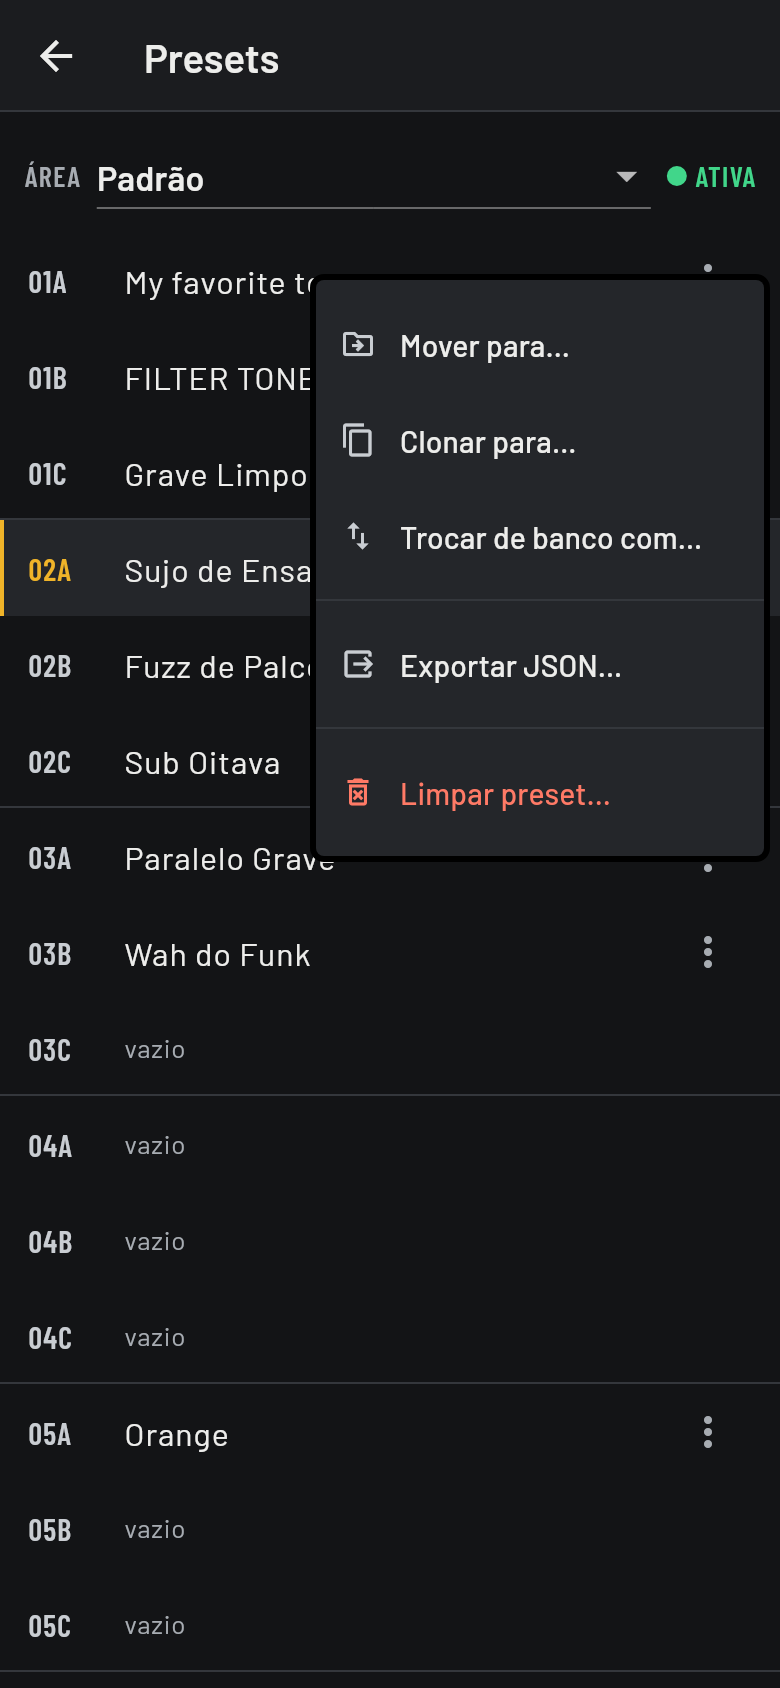 Presets
ÁREA Padrão ATIVA
01A My favorite
01B FILTER TONE
01C Grave Limpo
02A Sujo de
02B Fuzz de
02C Sub Oitava
03A Paralelo Grave
03B Wah do Funk
03C vazio
04A vazio
04B vazio
04C vazio
05A Orange
05B vazio
05C vazio
Mover para...
Clonar para...
Trocar de banco com...
Exportar JSON...
Limpar preset...